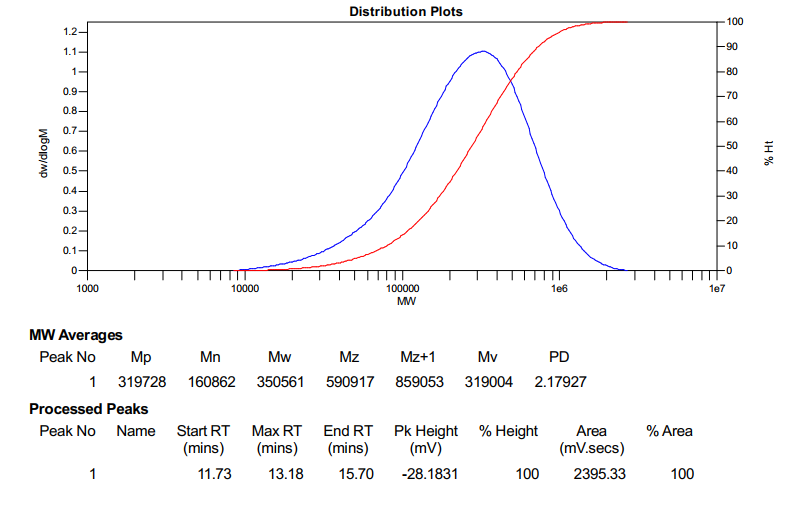 Distribution Plots
1.2
1.1
1
0.9
0.8
0.7
0.6
0.5
0.4
0.3
0.2
0.1
0
dw/dlogM
100
90
80
70
60
50
40
30
20
10
0
% Ht
1000 10000 100000 1e6 1e7
MW
MW Averages
Peak No Mp Mn Mw Mz Mz+1 Mv PD
1 319728 160862 350561 590917 859053 319004 2.17927
Processed Peaks
Peak No Name Start RT Max RT End RT Pk Height % Height Area % Area
(mins) (mins) (mins) (mV) (mV.secs)
1 11.73 13.18 15.70 -28.1831 100 2395.33 100